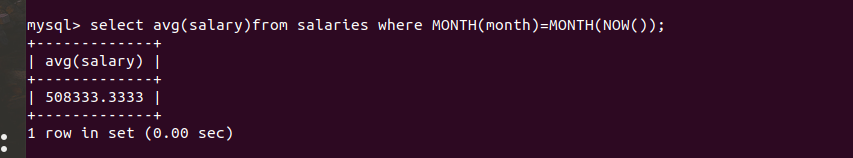 mysql> select avg(salary)from salaries where MONTH(month)=MONTH(NOW());
+-------------+
| avg(salary) |
+-------------+
| 508333.3333 |
+-------------+
1 row in set (0.00 sec)